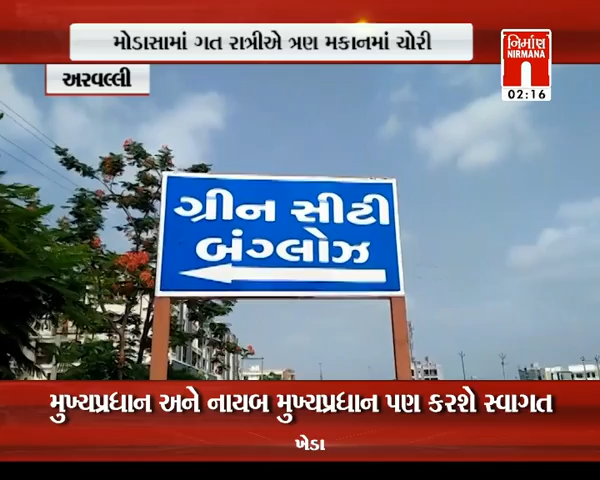 મોડાસામાં ગત રાત્રીએ ત્રણ મકાનમાં ચોરી
નિર્માણ
NIRMANA
02:16
અરવલ્લી
ગ્રીન સીટી
બંગ્લોઝ
મુખ્યપ્રધાન અને નાયબ મુખ્યપ્રધાન પણ કરશે સ્વાગત
ખેડા